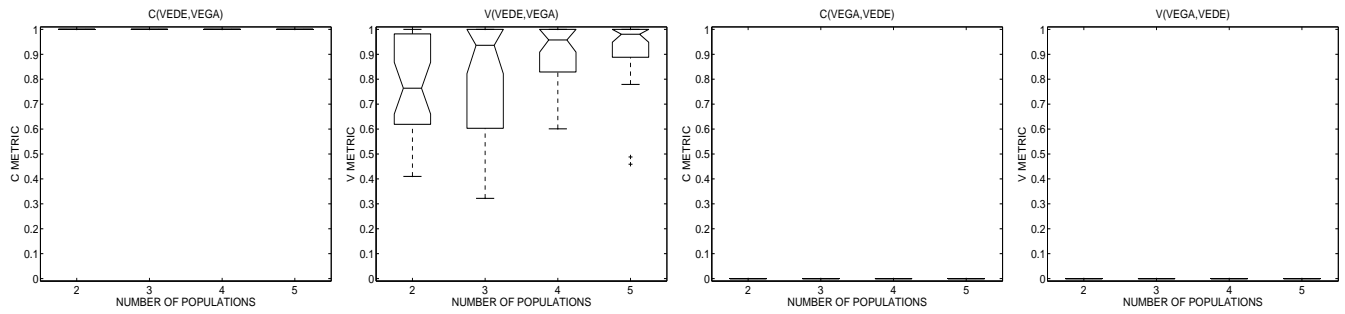 C(VEDE,VEGA)
1
0.9
0.8
0.7
0.6
0.5
0.4
0.3
0.2
0.1
0
C METRIC
2 3 4 5
NUMBER OF POPULATIONS
V(VEDE,VEGA)
1
0.9
0.8
0.7
0.6
0.5
0.4
0.3
0.2
0.1
0
V METRIC
2 3 4 5
NUMBER OF POPULATIONS
C(VEGA,VEDE)
1
0.9
0.8
0.7
0.6
0.5
0.4
0.3
0.2
0.1
0
C METRIC
2 3 4 5
NUMBER OF POPULATIONS
V(VEGA,VEDE)
1
0.9
0.8
0.7
0.6
0.5
0.4
0.3
0.2
0.1
0
V METRIC
2 3 4 5
NUMBER OF POPULATIONS